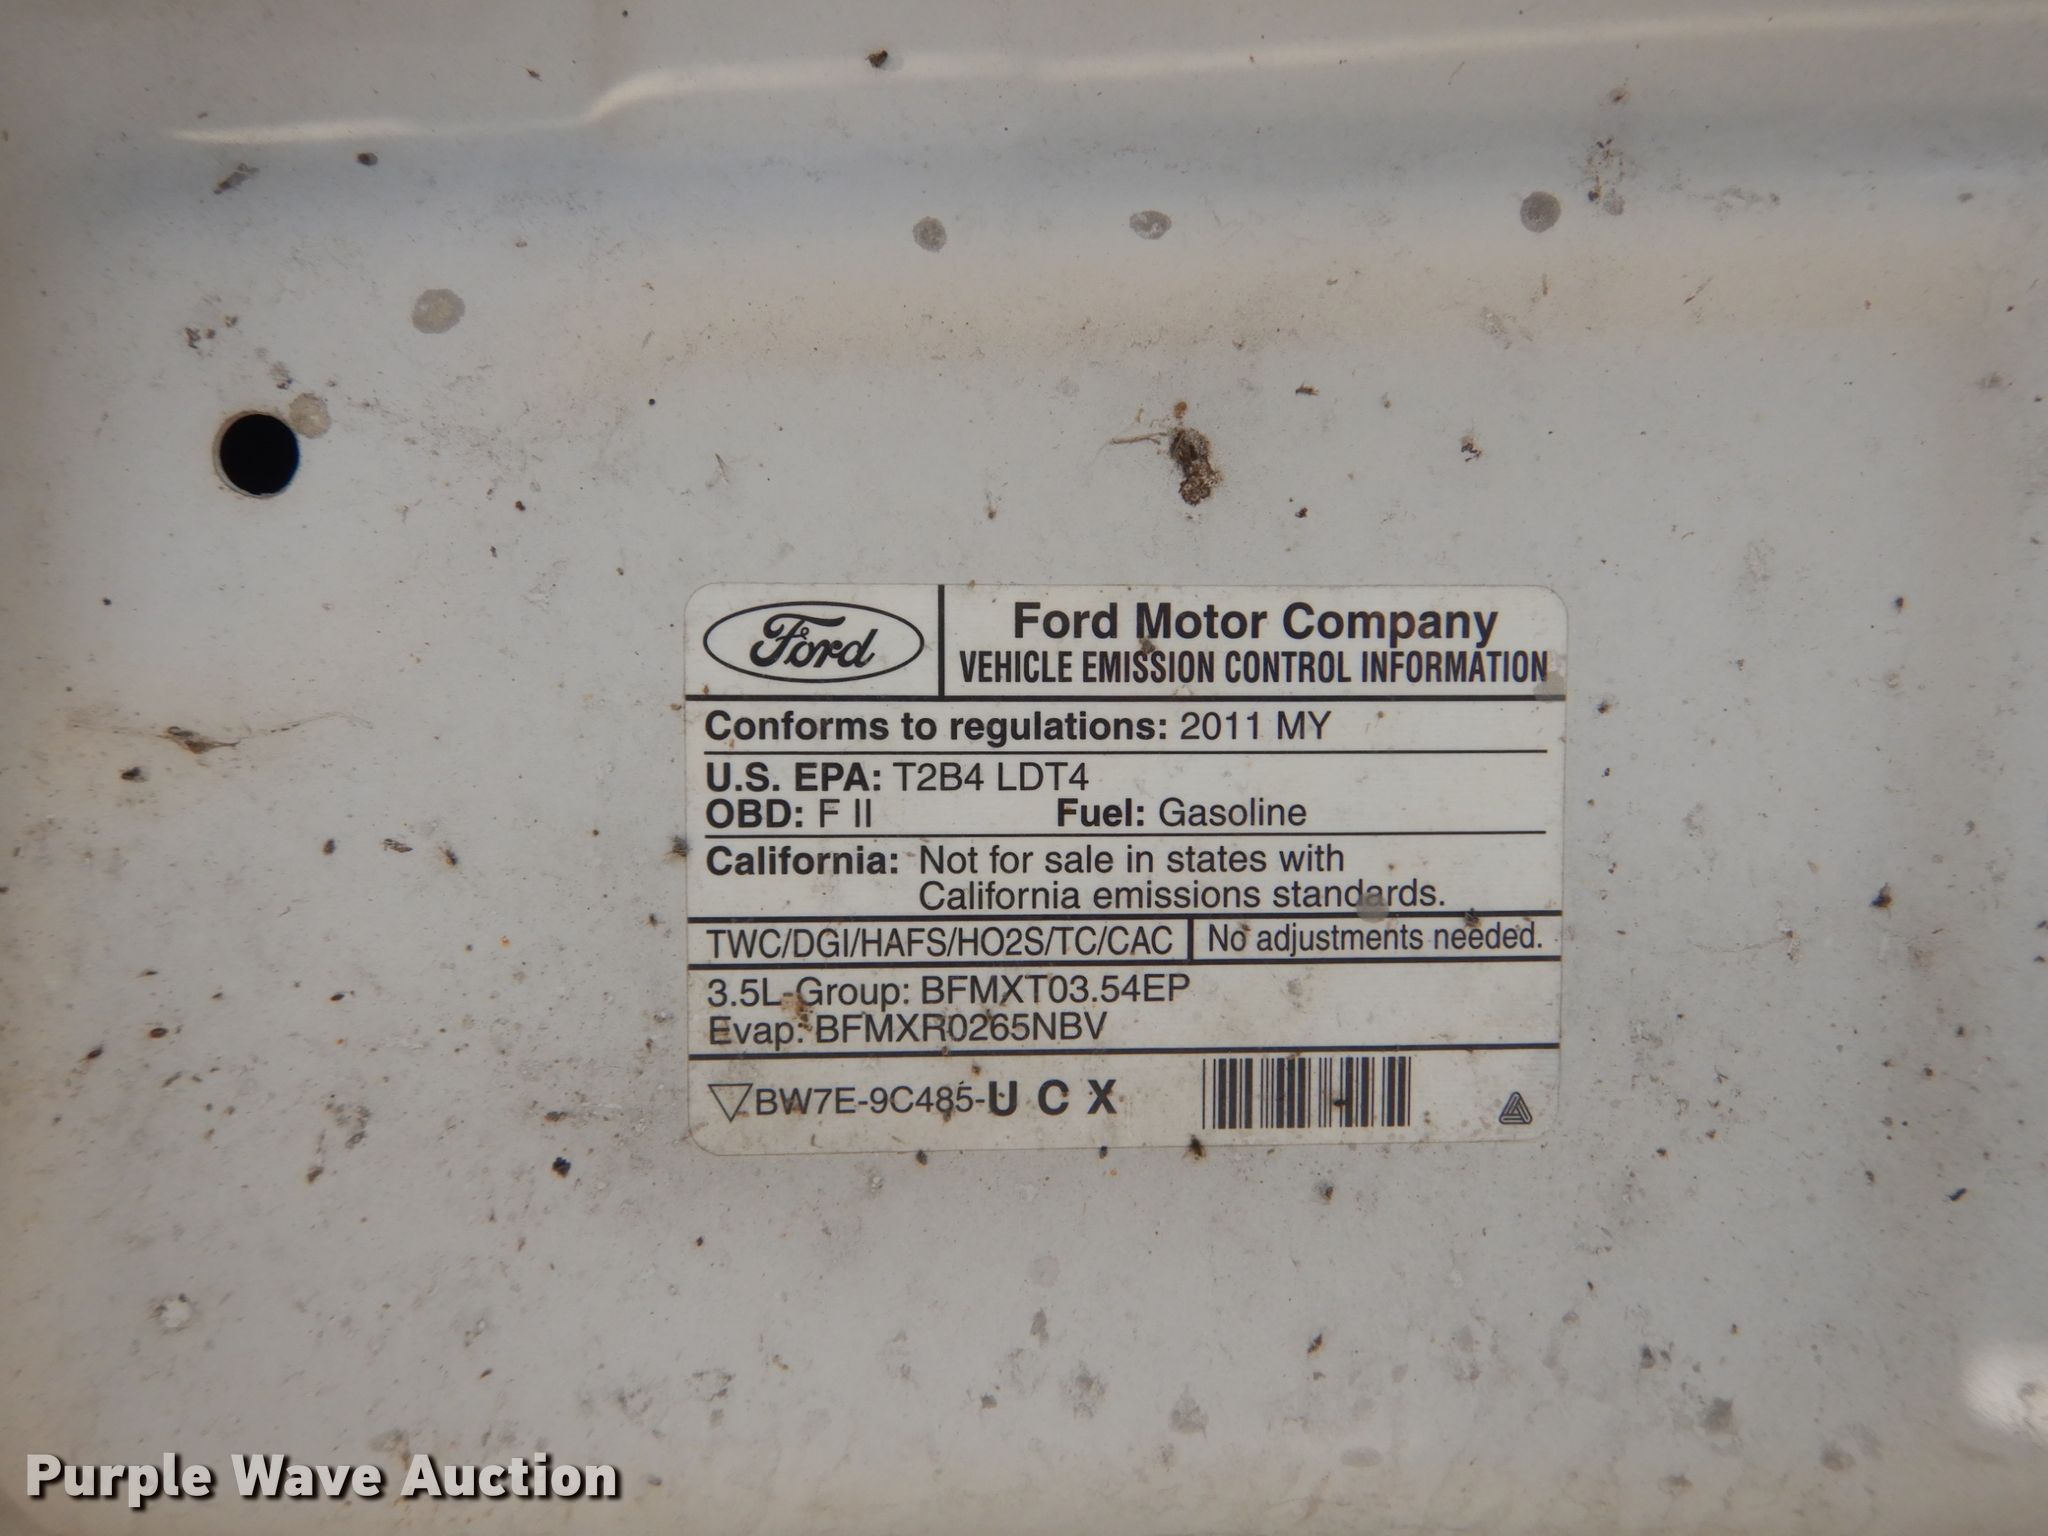 Ford
Ford Motor Company
VEHICLE EMISSION CONTROL INFORMATION
Conforms to regulations: 2011 MY
U.S. EPA: T2B4 LDT4
OBD: F II Fuel: Gasoline
California: Not for sale in states with
California emissions standards.
TWC/DGI/HAFS/HO2S/TC/CAC No adjustments needed.
3.5L-Group: BFMXT03.54EP
Evap: BFMXR0265NBV
BW7E-9C485-U C X
Purple Wave Auction